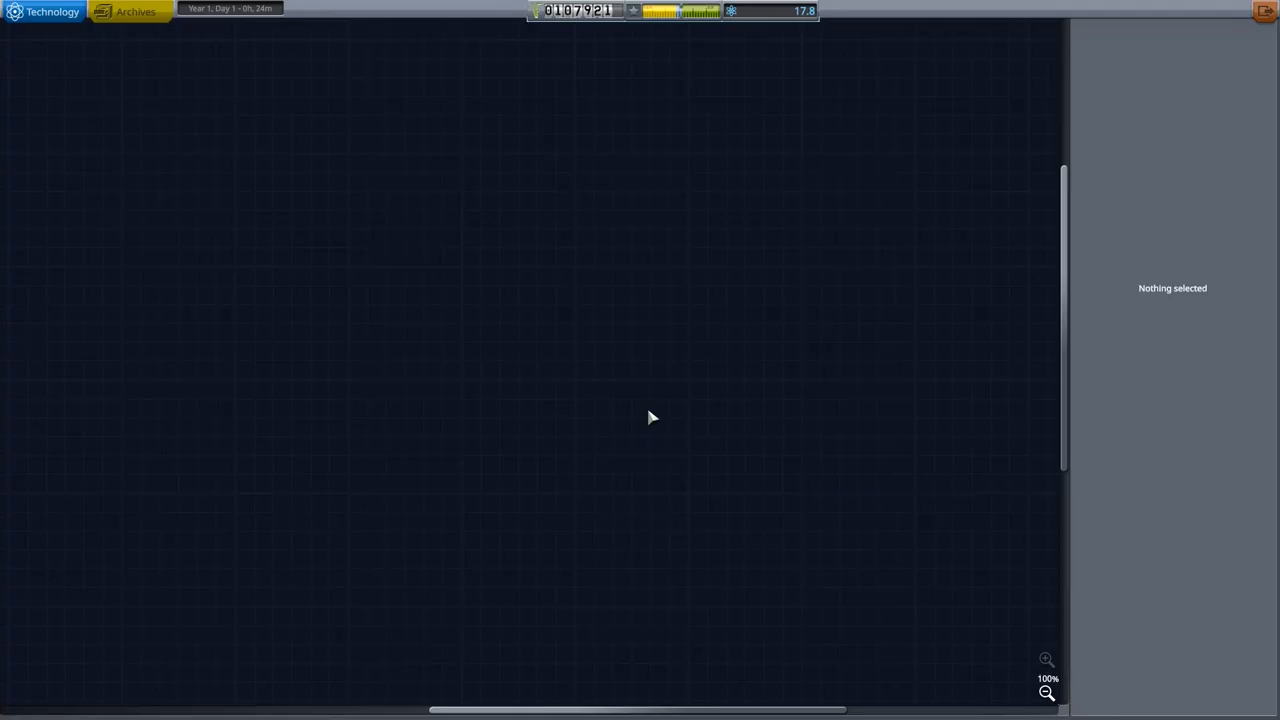 Technology
Archives
Year 1, Day 1 - 0h, 24m
0107921
17.8
Nothing selected
100%